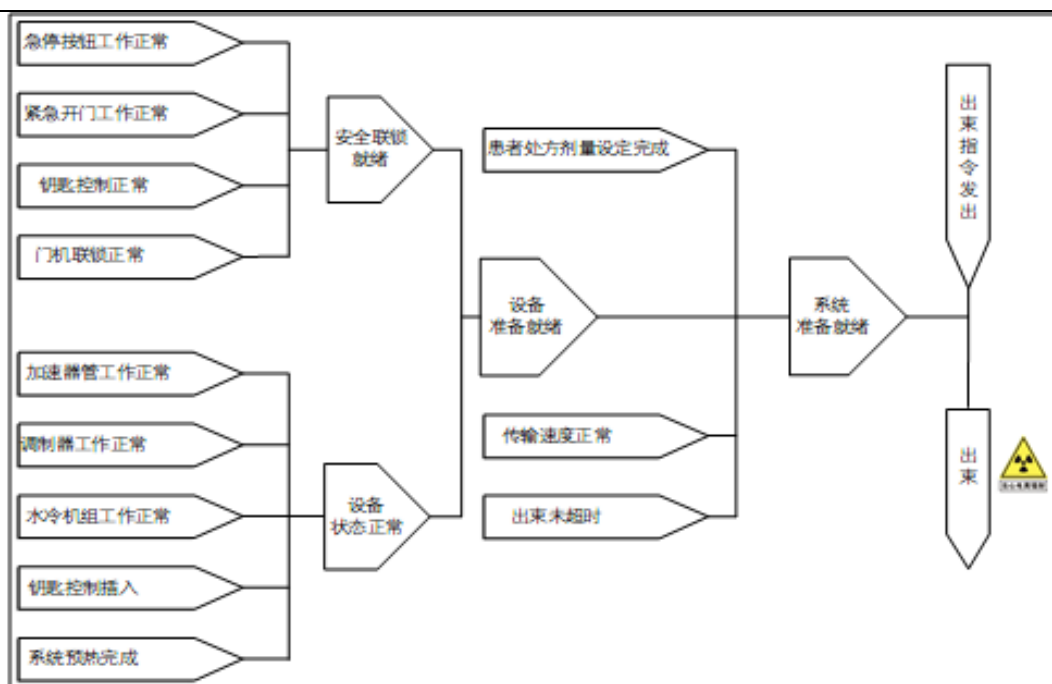 急停按钮工作正常
紧急开门工作正常
钥匙控制正常
门机联锁正常
安全联锁
就绪
加速器管工作正常
调制器工作正常
水冷机组工作正常
钥匙控制插入
系统预热完成
设备
状态正常
设备
准备就绪
患者处方剂量设定完成
传输速度正常
出束未超时
系统
准备就绪
出束指令发出
出束